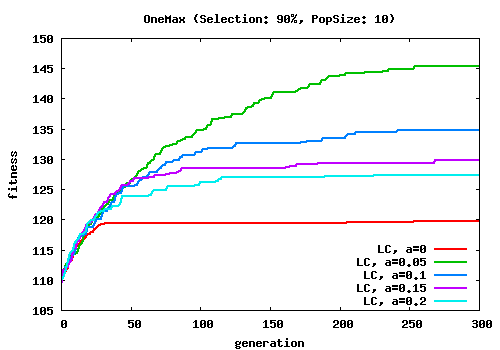 OneMax (Selection: 90%, PopSize: 10)
150
145
140
135
130
125
120
115
110
105
fitness
0
50
100
150
200
250
300
generation
LC, a=0
LC, a=0.05
LC, a=0.1
LC, a=0.15
LC, a=0.2